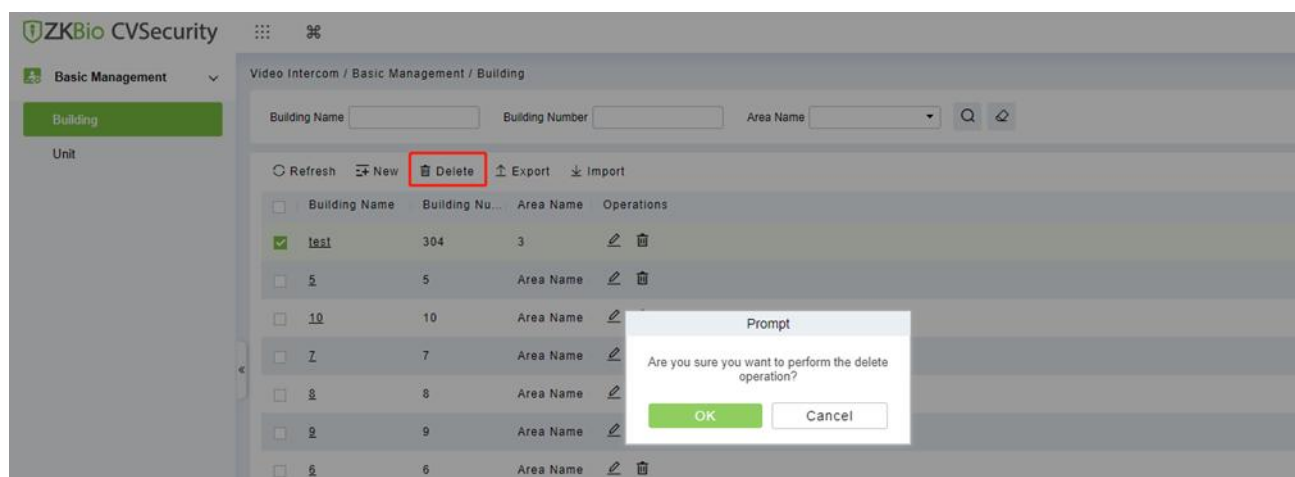 ZKBio CVSecurity
Basic Management
Building
Unit
Video Intercom / Basic Management / Building
Building Name Building Number Area Name
Refresh New Delete Export Import
Building Name Building Nu... Area Name Operations
test 304 3
5 5 Area Name
10 10 Area Name
7 7 Area Name
8 8 Area Name
9 9 Area Name
6 6 Area Name
Prompt
Are you sure you want to perform the delete
operation?
OK Cancel